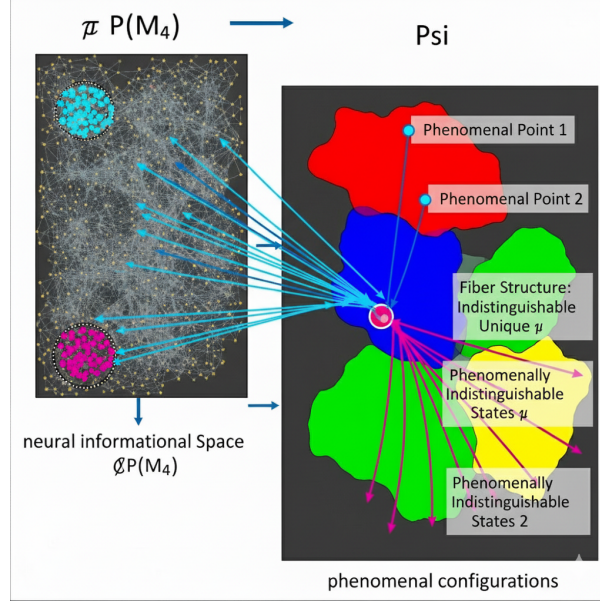 π P(M₄)
Psi
Phenomenal Point 1
Phenomenal Point 2
Fiber Structure:
Indistinguishable
Unique μ
Phenomenally
Indistinguishable
States μ
Phenomenally
Indistinguishable
States 2
neural informational Space
₡P(M₄)
phenomenal configurations